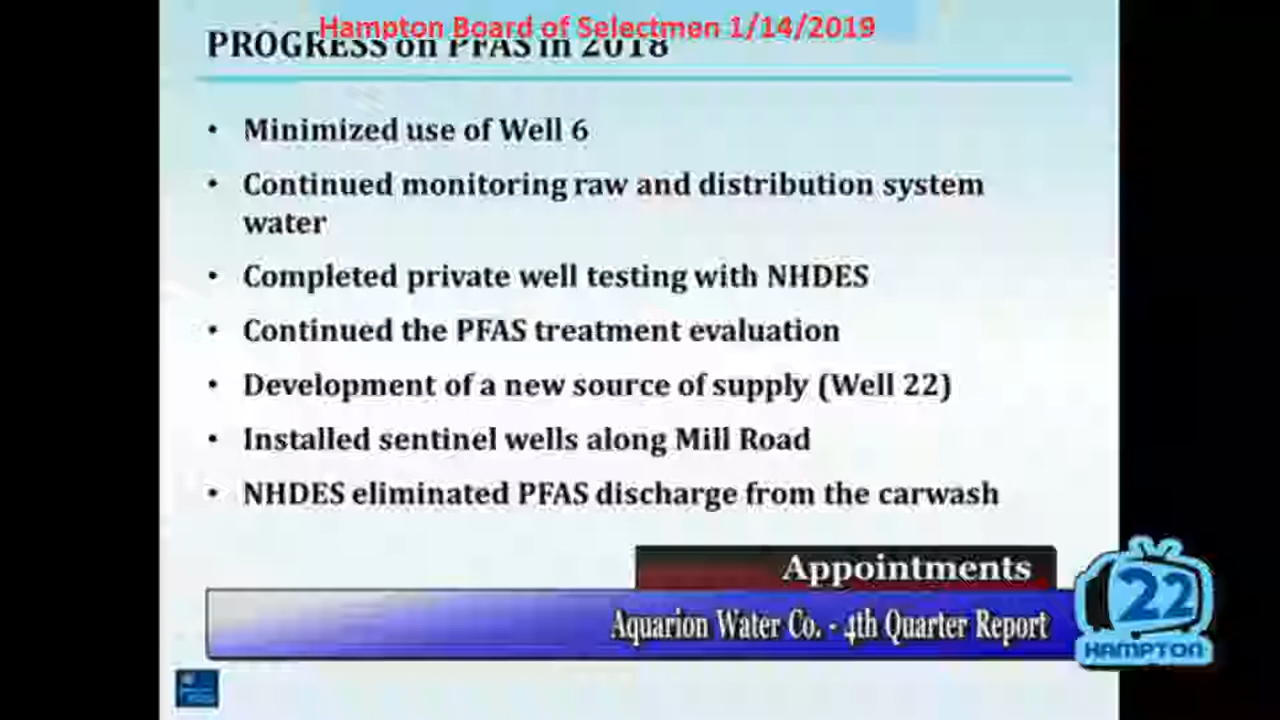 Hampton Board of Selectmen 1/14/2019
PROGRESS on PFAS in 2018
• Minimized use of Well 6
• Continued monitoring raw and distribution system
water
• Completed private well testing with NHDES
• Continued the PFAS treatment evaluation
• Development of a new source of supply (Well 22)
• Installed sentinel wells along Mill Road
• NHDES eliminated PFAS discharge from the carwash
Appointments
Aquarion Water Co. - 4th Quarter Report
22
HAMPTON